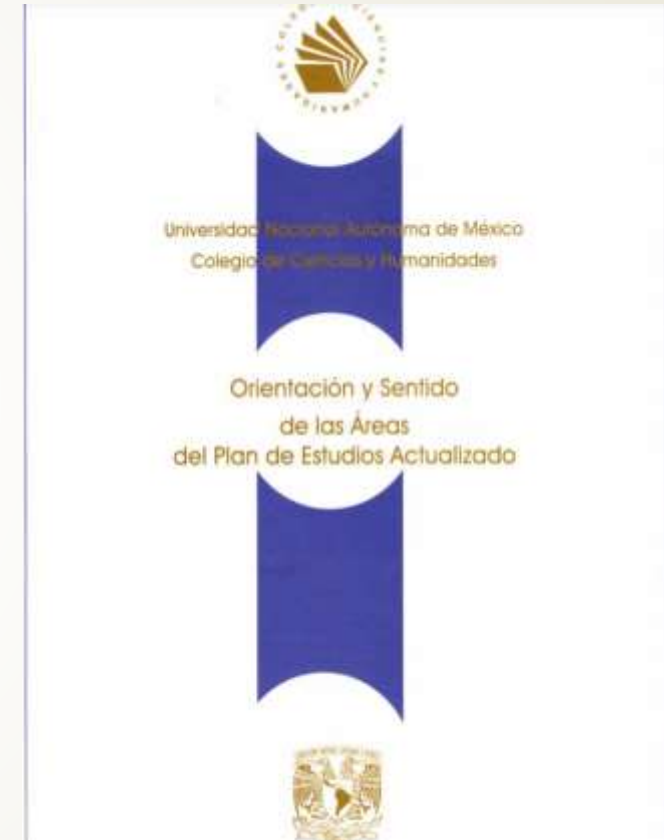 Universidad Nacional Autónoma de México
Colegio de Ciencias y Humanidades
Orientación y Sentido
de las Áreas
del Plan de Estudios Actualizado